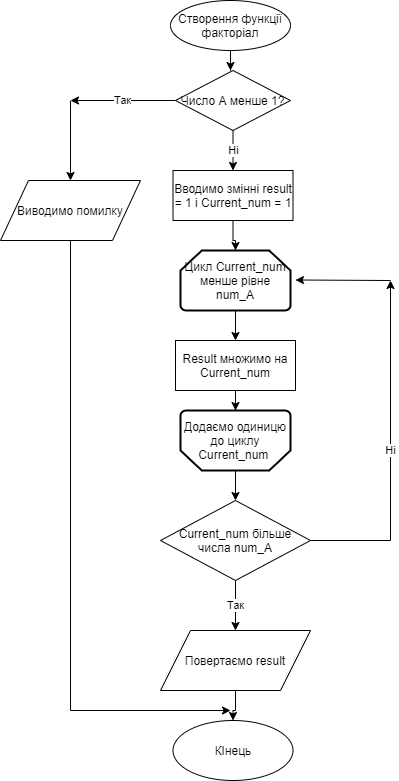 Створення функції
факторіал
Число А менше 1?
Так
Ні
Виводимо помилку
Вводимо змінні result
= 1 і Current_num = 1
Цикл Current_num
менше рівне
num_A
Result множимо на
Current_num
Додаємо одиницю
до циклу
Current_num
Ні
Current_num більше
числа num_A
Так
Повертаємо result
КІнець